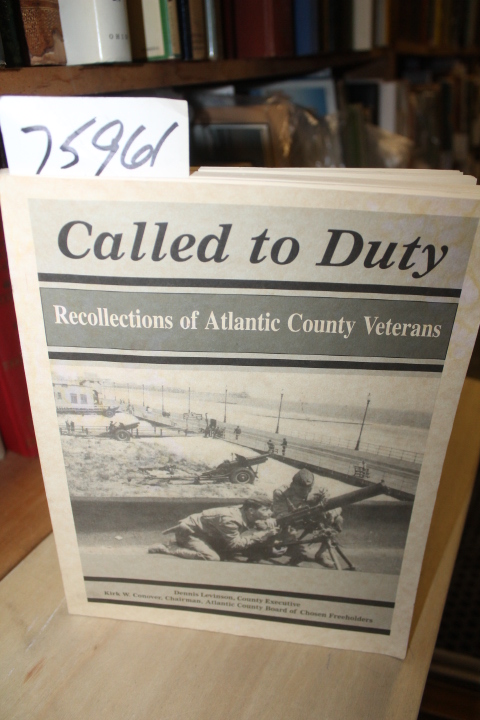 75961
Called to Duty
Recollections of Atlantic County Veterans
Dennis Levinson, County Executive
Kirk W. Conover, Chairman, Atlantic County Board of Chosen Freeholders